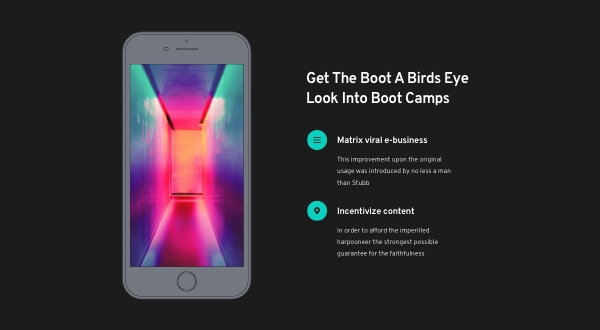 Get The Boot A Birds Eye
Look Into Boot Camps
Matrix viral e-business
This improvement upon the original
usage was introduced by no less a man
than Stubb
Incentivize content
In order to afford the imperilled
harpooneer the strongest possible
guarantee for the faithfulness